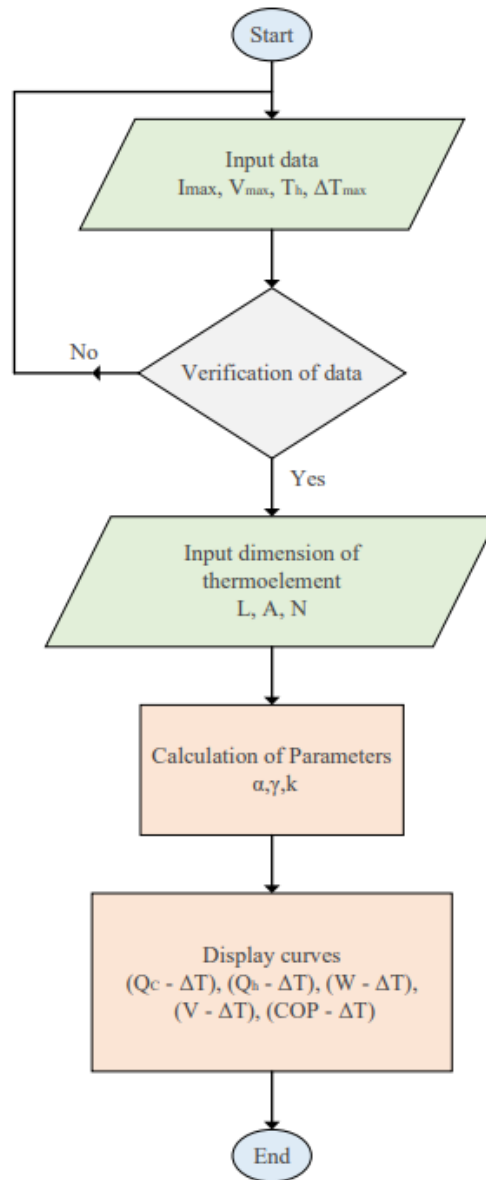 Start
Input data
Imax, Vmax, Th, ΔTmax
Verification of data
No
Yes
Input dimension of
thermoelement
L, A, N
Calculation of Parameters
α,γ,k
Display curves
(QC - ΔT), (Qh - ΔT), (W - ΔT),
(V - ΔT), (COP - ΔT)
End